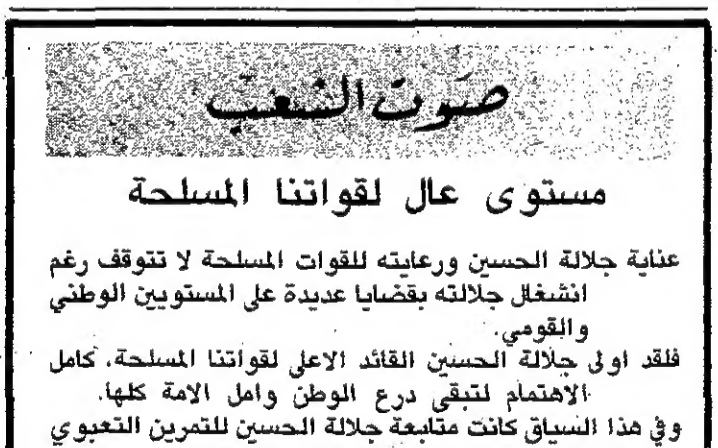 صوت الشعب
مستوى عال لقواتنا المسلحة
عناية جلالة الحسين ورعايته للقوات المسلحة لا تتوقف رغم
انشغال جلالته بقضايا عديدة على المستويين الوطني
والقومي.
فلقد اولى جلالة الحسين القائد الاعلى لقواتنا المسلحة، كامل
الاهتمام لتبقى درع الوطن وامل الامة كلها.
وفي هذا السياق كانت متابعة جلالة الحسين للتمرين التعبوي